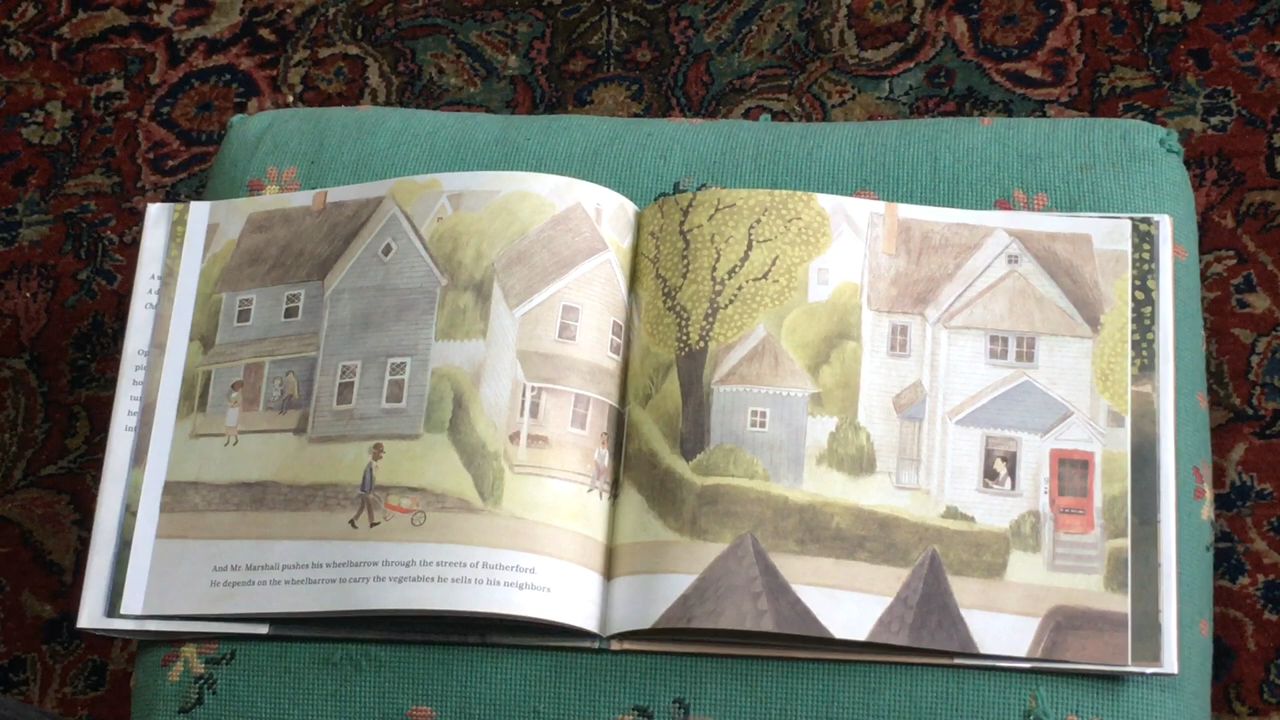 And Mr. Marshall pushes his wheelbarrow through the streets of Rutherford.
He depends on the wheelbarrow to carry the vegetables he sells to his neighbors